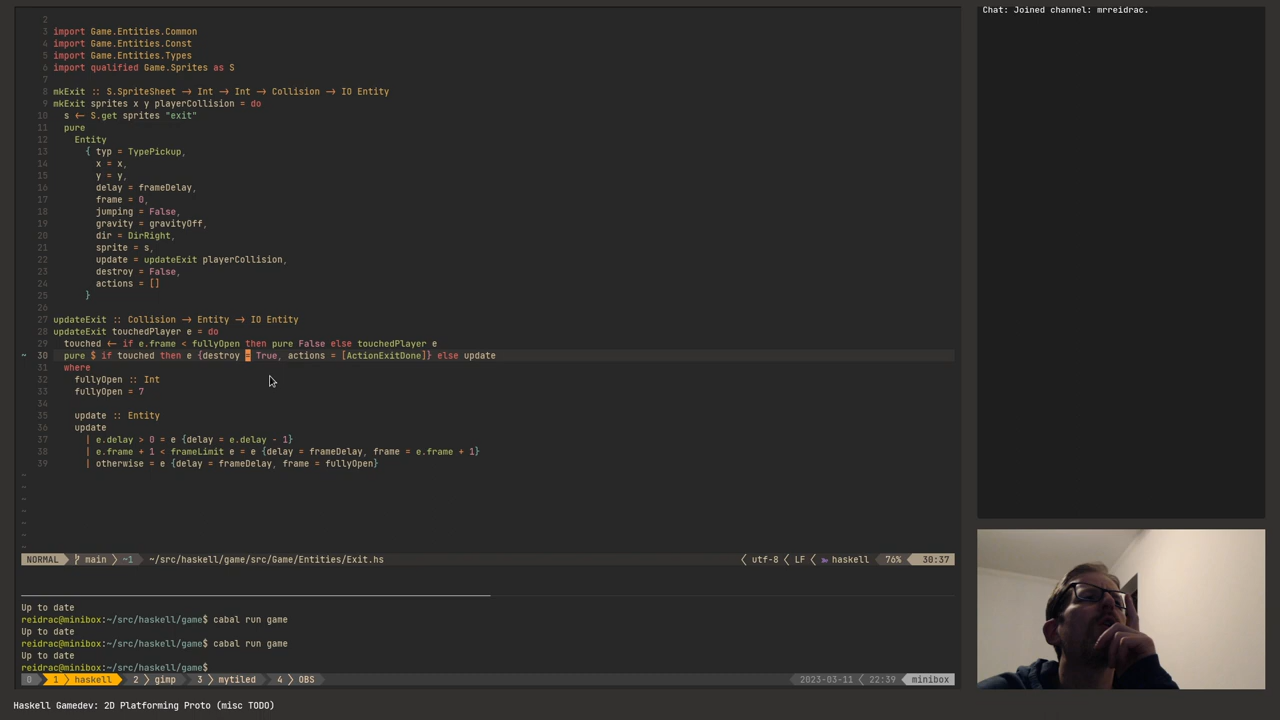 2
3 import Game.Entities.Common
4 import Game.Entities.Const
5 import Game.Entities.Types
6 import qualified Game.Sprites as S
7
8 mkExit :: S.SpriteSheet → Int → Int → Collision → IO Entity
9 mkExit sprites x y playerCollision = do
10 s ← S.get sprites "exit"
11 pure
12 Entity
13 { typ = TypePickup,
14 x = x,
15 y = y,
16 delay = frameDelay,
17 frame = 0,
18 jumping = False,
19 gravity = gravityOff,
20 dir = DirRight,
21 sprite = s,
22 update = updateExit playerCollision,
23 destroy = False,
24 actions = []
25 }
26
27 updateExit :: Collision → Entity → IO Entity
28 updateExit touchedPlayer e = do
29 touched ← if e.frame < fullyOpen then pure False else touchedPlayer e
~ 30 pure $ if touched then e {destroy = True, actions = [ActionExitDone]} else update
31 where
32 fullyOpen :: Int
33 fullyOpen = 7
34
35 update :: Entity
36 update
37 | e.delay > 0 = e {delay = e.delay - 1}
38 | e.frame + 1 < frameLimit e = e {delay = frameDelay, frame = e.frame + 1}
39 | otherwise = e {delay = frameDelay, frame = fullyOpen}
~
~
~
~
~
~
~
NORMAL main ~1 ~/src/haskell/game/src/Game/Entities/Exit.hs utf-8 LF haskell 76% 30:37
Up to date
reidrac@minibox:~/src/haskell/game$ cabal run game
Up to date
reidrac@minibox:~/src/haskell/game$ cabal run game
Up to date
reidrac@minibox:~/src/haskell/game$
0 1 haskell 2 gimp 3 mytiled 4 OBS 2023-03-11 22:39 minibox
Haskell Gamedev: 2D Platforming Proto (misc TODO)
Chat: Joined channel: mrreidrac.